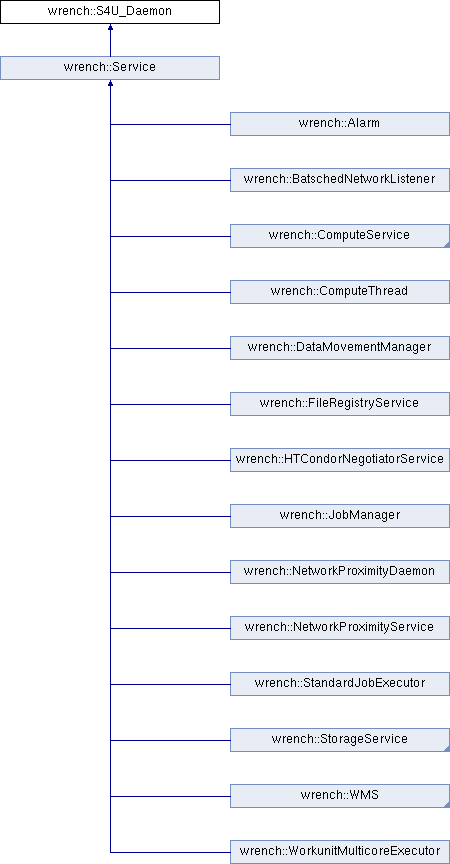 wrench::S4U_Daemon
wrench::Service
wrench::Alarm
wrench::BatschedNetworkListener
wrench::ComputeService
wrench::ComputeThread
wrench::DataMovementManager
wrench::FileRegistryService
wrench::HTCondorNegotiatorService
wrench::JobManager
wrench::NetworkProximityDaemon
wrench::NetworkProximityService
wrench::StandardJobExecutor
wrench::StorageService
wrench::WMS
wrench::WorkunitMulticoreExecutor